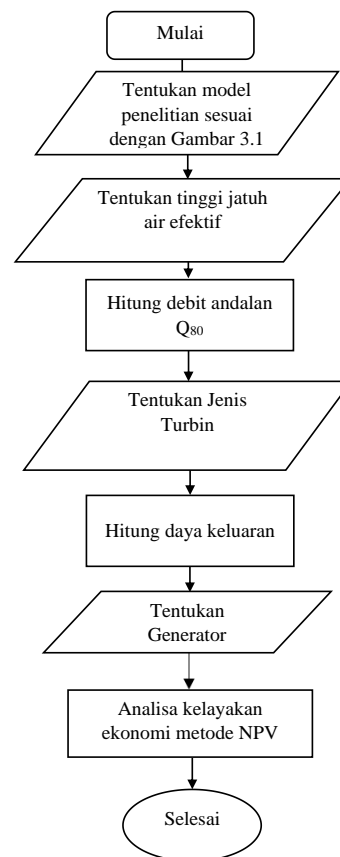 Mulai
Tentukan model
penelitian sesuai
dengan Gambar 3.1
Tentukan tinggi jatuh
air efektif
Hitung debit andalan
Q₈₀
Tentukan Jenis
Turbin
Hitung daya keluaran
Tentukan
Generator
Analisa kelayakan
ekonomi metode NPV
Selesai